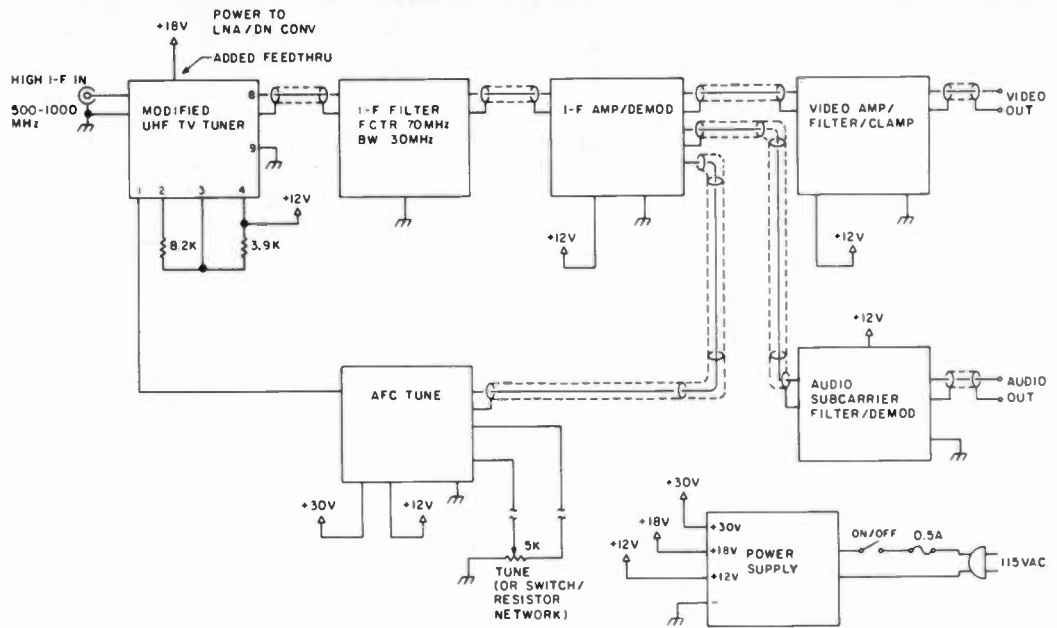 POWER TO
LNA/DN CONV
+18V
ADDED FEEDTHRU
HIGH I-F IN
500-1000
MHz
MODIFIED
UHF TV TUNER
8
9
1
2
3
4
8.2K
3.9K
+12V
I-F FILTER
FCTR 70MHz
BW 30MHz
I-F AMP/DEMOD
+12V
VIDEO AMP/
FILTER/CLAMP
+12V
VIDEO
OUT
AFC TUNE
+30V
+12V
5K
TUNE
(OR SWITCH/
RESISTOR
NETWORK)
+12V
AUDIO
SUBCARRIER
FILTER/DEMOD
AUDIO
OUT
+30V
+18V
+12V
+30V
+18V
+12V
-
POWER
SUPPLY
ON/OFF
0.5A
115VAC